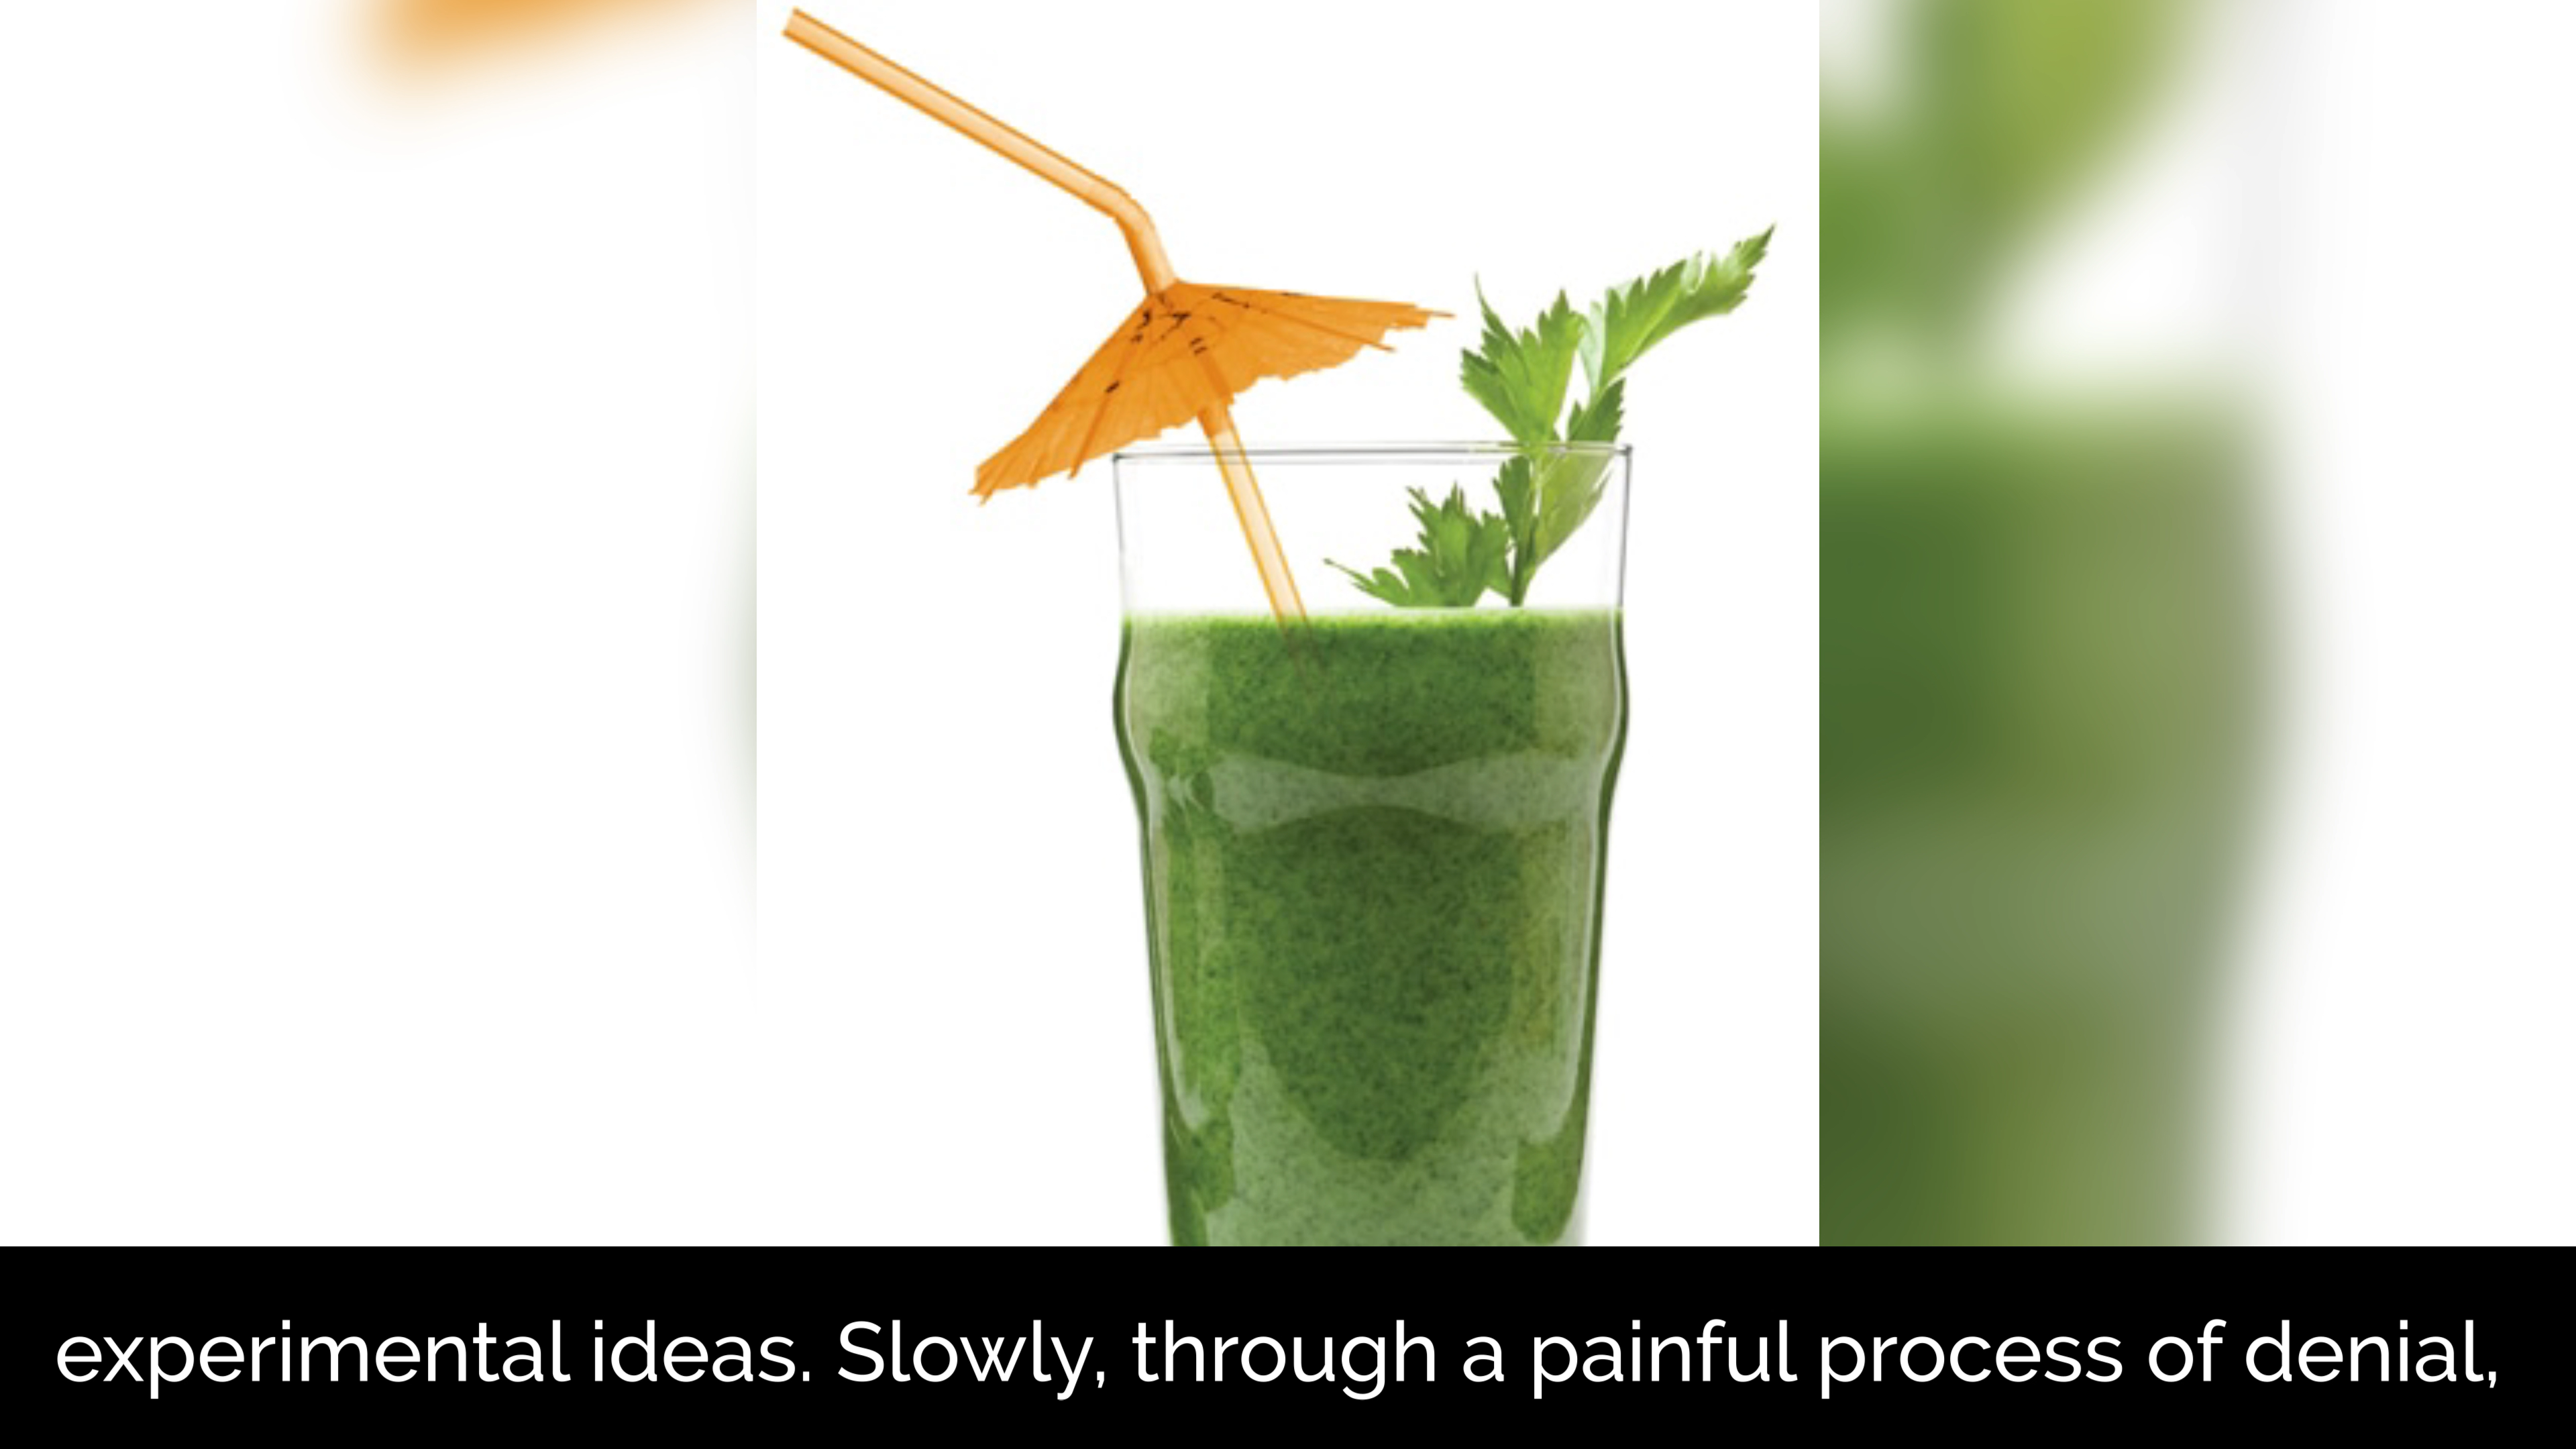 experimental ideas. Slowly, through a painful process of denial,